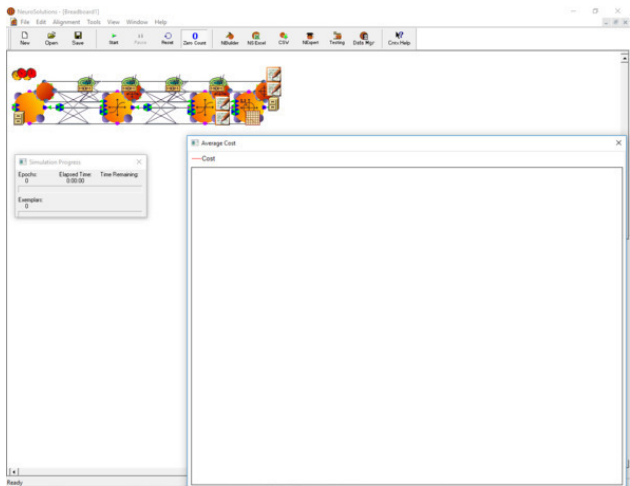 NeuroSolutions - [Breadboard1]
File Edit Alignment Tools View Window Help
New Open Save Start Pause Reset Zero Count NBuilder NS Excel CSV NExpert Testing Data Mgr Cntx Help
Average Cost
Cost
Simulation Progress
Epochs: Elapsed Time: Time Remaining:
0 0:00:00
Exemplars:
0
Ready